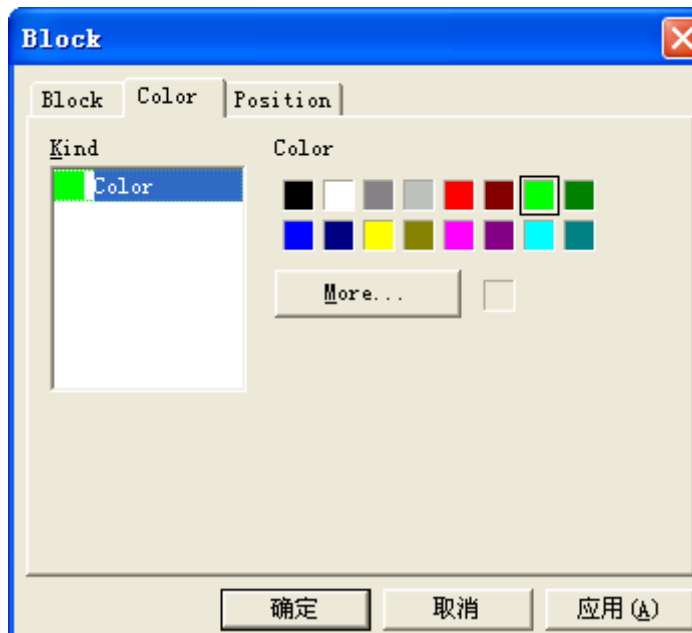 Block
Block Color Position
Kind Color
Color
More...
确定 取消 应用(A)